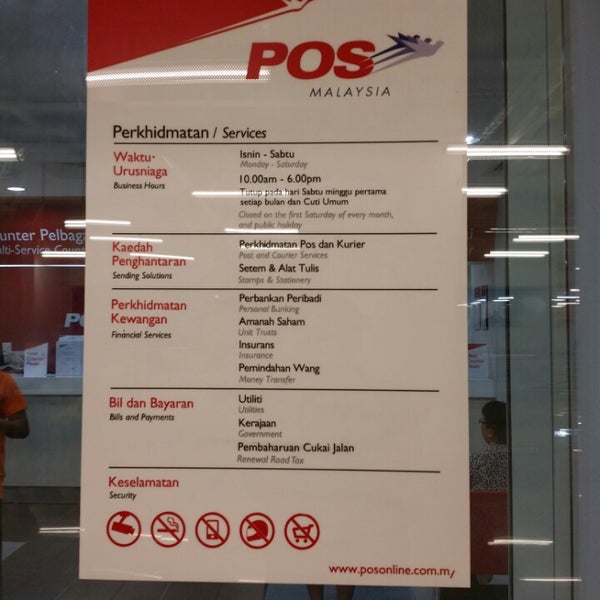 POS
MALAYSIA
Perkhidmatan / Services
Waktu Urusniaga
Business Hours
Isnin - Sabtu
Monday - Saturday
10.00am - 6.00pm
Tutup pada hari Sabtu minggu pertama
setiap bulan dan Cuti Umum
Closed on the first Saturday of every month,
and public holiday
Kaedah
Penghantaran
Sending Solutions
Perkhidmatan Pos dan Kurier
Post and Courier Services
Setem & Alat Tulis
Stamps & Stationery
Perkhidmatan
Kewangan
Financial Services
Perbankan Peribadi
Personal Banking
Amanah Saham
Unit Trusts
Insurans
Insurance
Pemindahan Wang
Money Transfer
Bil dan Bayaran
Bills and Payments
Utiliti
Utilities
Kerajaan
Government
Pembaharuan Cukai Jalan
Renewal Road Tax
Keselamatan
Security
www.posonline.com.my
unter Pelbaga
lti-Service Count